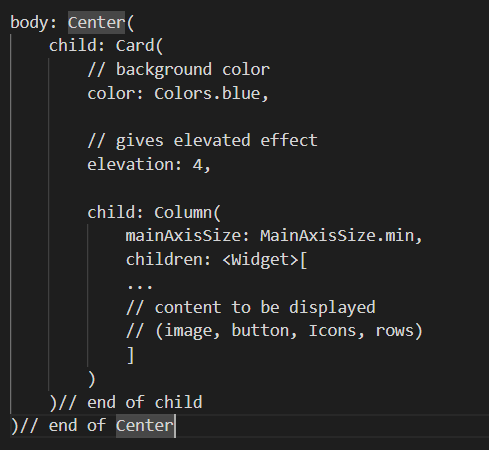 body: Center(
    child: Card(
        // background color
        color: Colors.blue,

        // gives elevated effect
        elevation: 4,

        child: Column(
            mainAxisSize: MainAxisSize.min,
            children: <Widget>[
            ...
            // content to be displayed
            // (image, button, Icons, rows)
            ]
        )
    )// end of child
)// end of Center